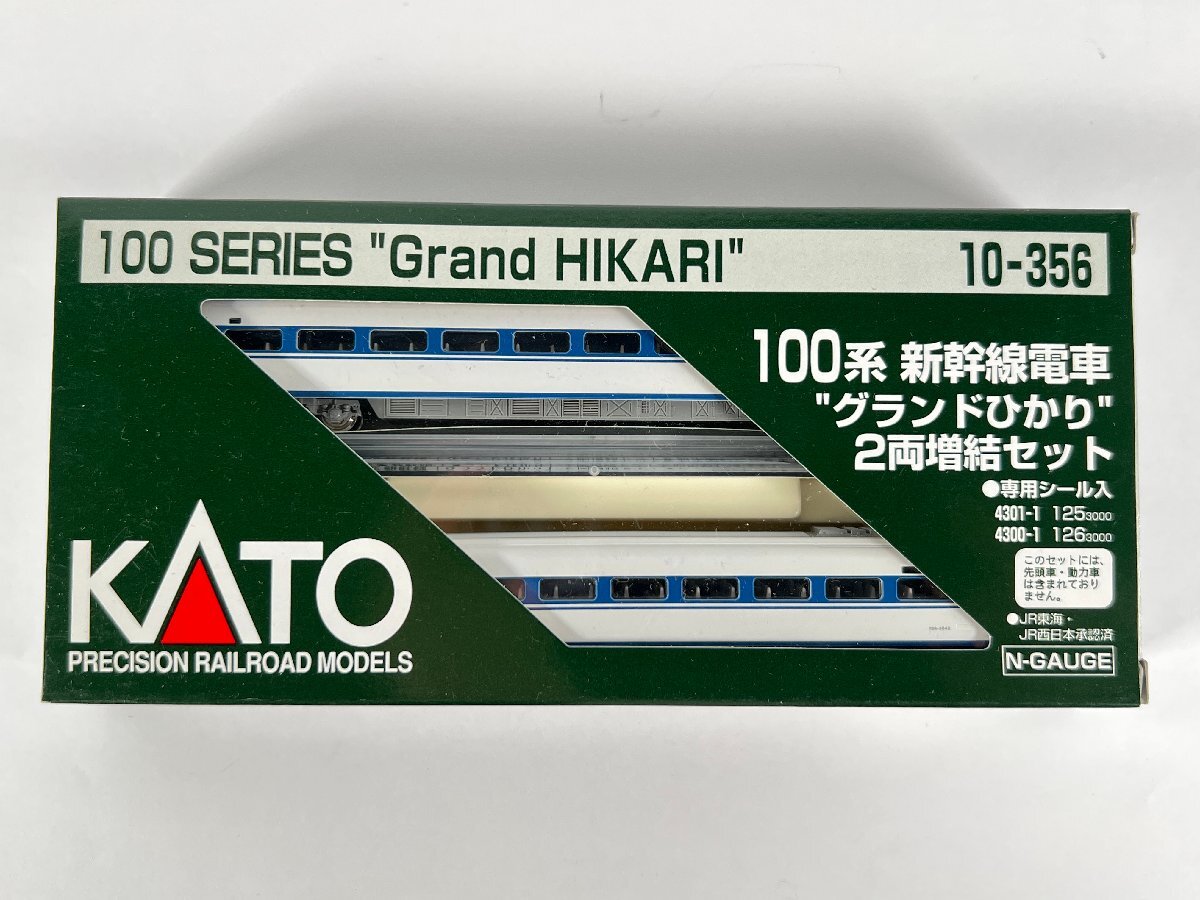 100 SERIES "Grand HIKARI" 10-356
100系 新幹線電車
"グランドひかり"
2両増結セット
●専用シール入
4301-1 125 3000
4300-1 126 3000
このセットには、
先頭車・動力車
は含まれており
ません。
●JR東海・
JR西日本承認済
N-GAUGE
KATO
PRECISION RAILROAD MODELS